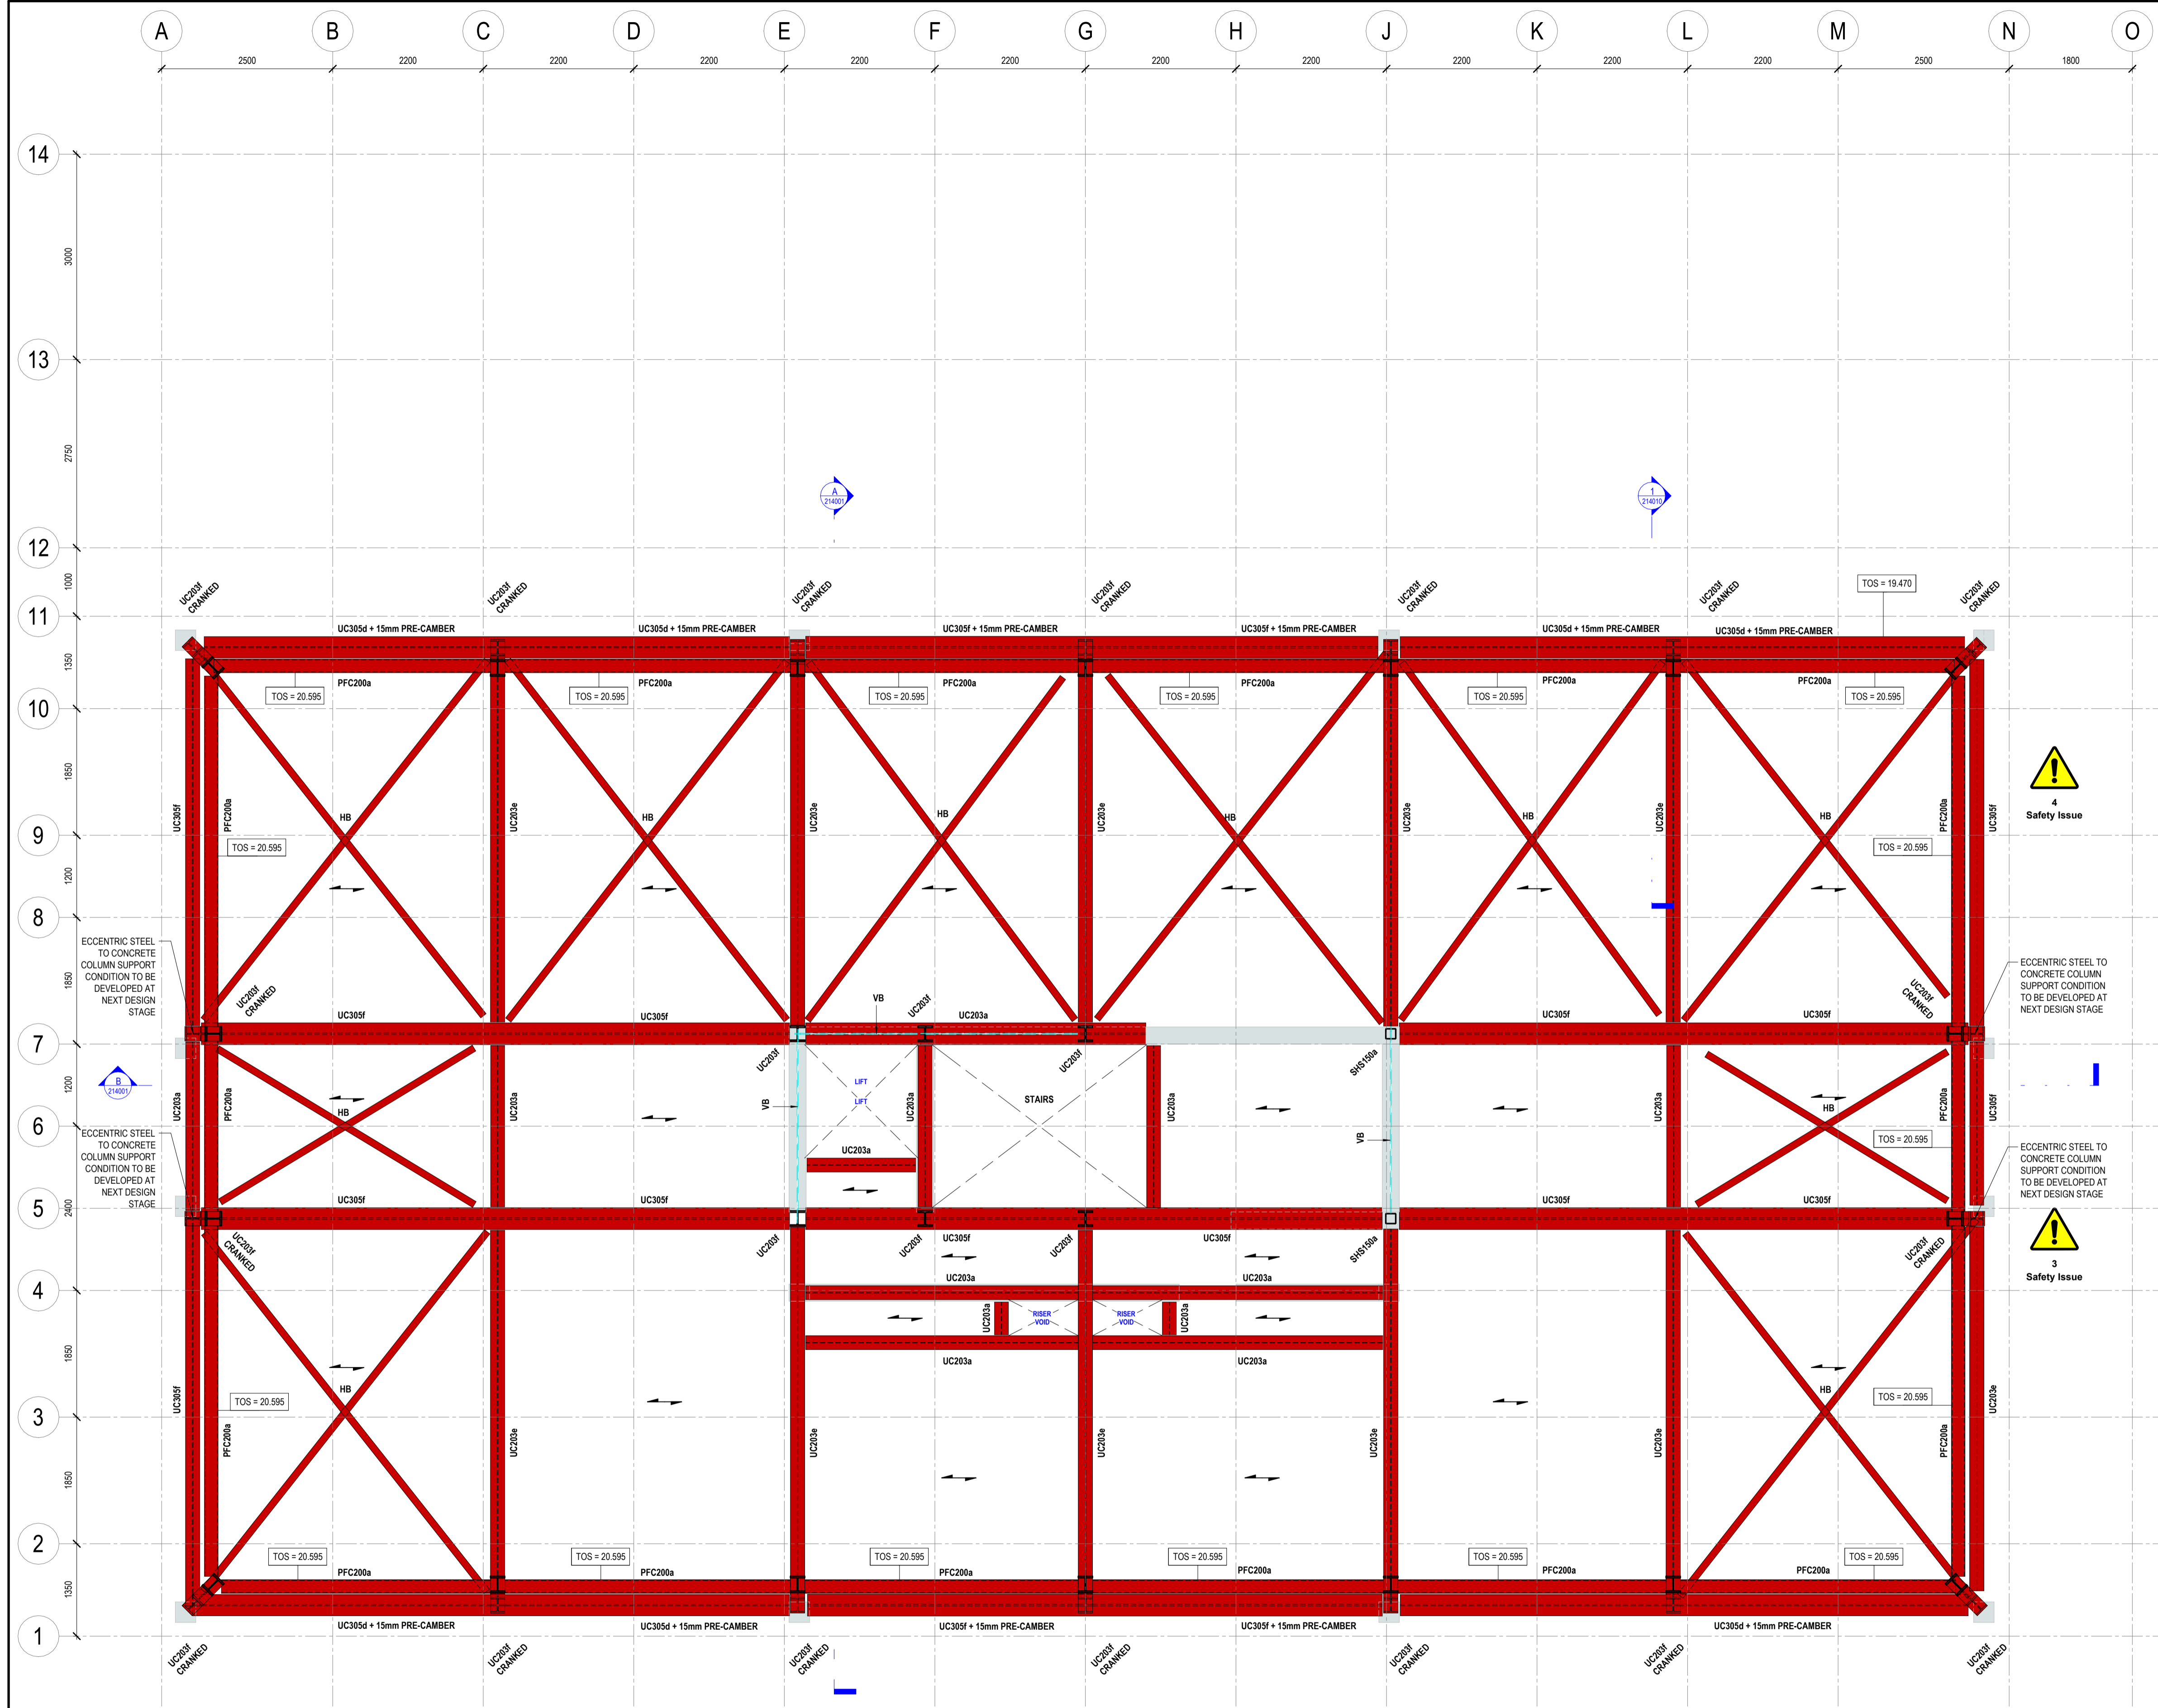 A
B
C
D
E
F
G
H
J
K
L
M
N
O
2500
2200
2200
2200
2200
2200
2200
2200
2200
2200
2200
2500
1800
14
3000
13
2750
A
214001
1
214010
12
1000
11
UC203f
CRANKED
UC203f
CRANKED
UC203f
CRANKED
UC203f
CRANKED
UC203f
CRANKED
UC203f
CRANKED
UC203f
CRANKED
TOS = 19.470
UC305d + 15mm PRE-CAMBER
UC305d + 15mm PRE-CAMBER
UC305f + 15mm PRE-CAMBER
UC305f + 15mm PRE-CAMBER
UC305d + 15mm PRE-CAMBER
UC305d + 15mm PRE-CAMBER
1350
PFC200a
PFC200a
PFC200a
PFC200a
PFC200a
PFC200a
TOS = 20.595
TOS = 20.595
TOS = 20.595
TOS = 20.595
TOS = 20.595
TOS = 20.595
10
1850
4
Safety Issue
UC305f
PFC200a
HB
UC203e
HB
UC203e
HB
UC203e
HB
UC203e
HB
UC203e
HB
PFC200a
UC305f
9
TOS = 20.595
TOS = 20.595
1200
8
1850
ECCENTRIC STEEL
TO CONCRETE
COLUMN SUPPORT
CONDITION TO BE
DEVELOPED AT
NEXT DESIGN
STAGE
ECCENTRIC STEEL TO
CONCRETE COLUMN
SUPPORT CONDITION
TO BE DEVELOPED AT
NEXT DESIGN STAGE
UC203f
CRANKED
VB
UC203f
UC203f
CRANKED
UC305f
UC305f
UC203a
UC305f
UC305f
7
UC203f
UC203f
SHS150a
B
214001
1200
LIFT
LIFT
STAIRS
UC203a
PFC200a
HB
UC203a
VB
UC203a
UC203a
VB
UC203a
HB
PFC200a
UC305f
6
TOS = 20.595
ECCENTRIC STEEL
TO CONCRETE
COLUMN SUPPORT
CONDITION TO BE
DEVELOPED AT
NEXT DESIGN
STAGE
ECCENTRIC STEEL TO
CONCRETE COLUMN
SUPPORT CONDITION
TO BE DEVELOPED AT
NEXT DESIGN STAGE
UC203a
UC305f
UC305f
UC305f
UC305f
5
2400
UC203f
CRANKED
UC203f
UC203f
UC305f
UC203f
UC305f
SHS150a
UC203f
CRANKED
3
Safety Issue
4
UC203a
UC203a
UC203a
RISER
VOID
RISER
VOID
UC203a
1850
UC203a
UC203a
UC305f
HB
HB
TOS = 20.595
TOS = 20.595
UC203e
3
PFC200a
UC203e
UC203e
UC203e
UC203e
UC203e
PFC200a
1850
2
TOS = 20.595
TOS = 20.595
TOS = 20.595
TOS = 20.595
TOS = 20.595
TOS = 20.595
PFC200a
PFC200a
PFC200a
PFC200a
PFC200a
PFC200a
1350
1
UC305d + 15mm PRE-CAMBER
UC305d + 15mm PRE-CAMBER
UC305f + 15mm PRE-CAMBER
UC305f + 15mm PRE-CAMBER
UC305d + 15mm PRE-CAMBER
UC203f
CRANKED
UC203f
CRANKED
UC203f
CRANKED
UC203f
CRANKED
UC203f
CRANKED
UC203f
CRANKED
UC203f
CRANKED